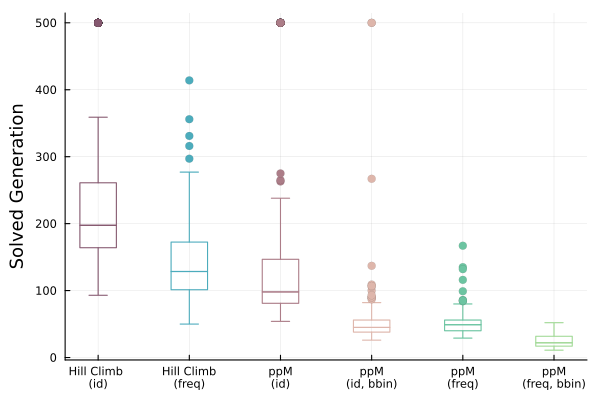 Solved Generation
500
400
300
200
100
0
Hill Climb
(id)
Hill Climb
(freq)
ppM
(id)
ppM
(id, bbin)
ppM
(freq)
ppM
(freq, bbin)